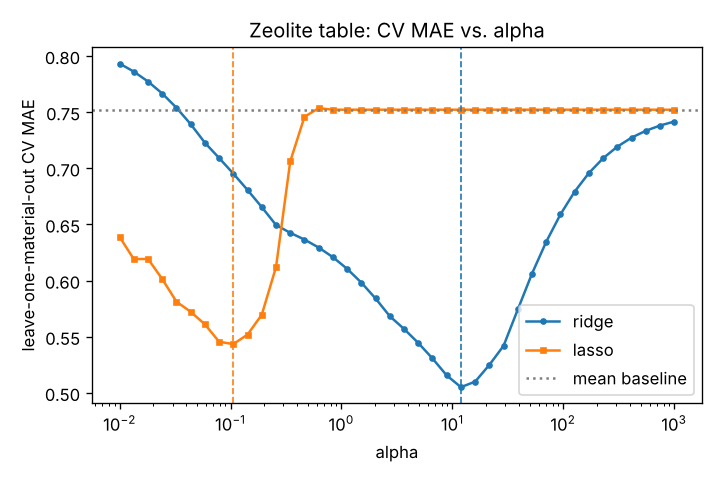 Zeolite table: CV MAE vs. alpha
leave-one-material-out CV MAE
0.80
0.75
0.70
0.65
0.60
0.55
0.50
10⁻²
10⁻¹
10⁰
10¹
10²
10³
alpha
ridge
lasso
mean baseline